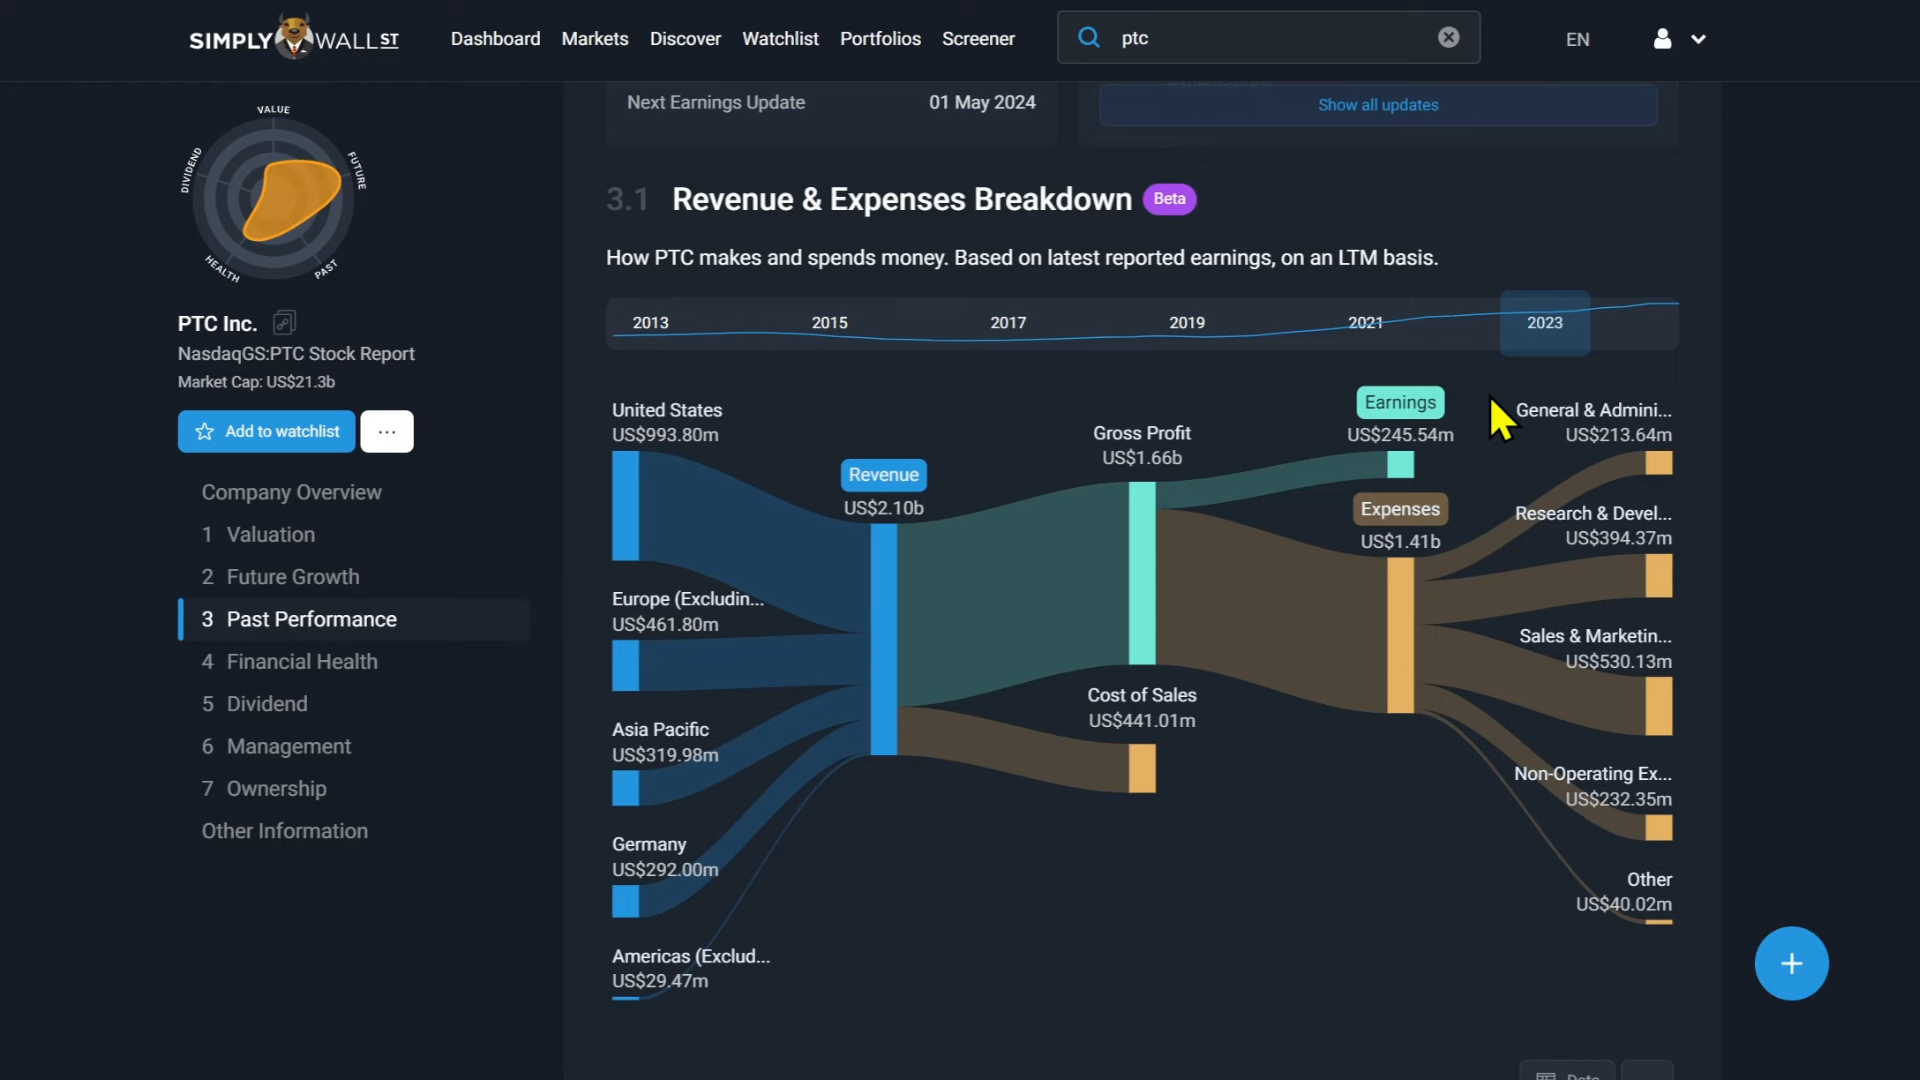 SIMPLY WALL ST
Dashboard
Markets
Discover
Watchlist
Portfolios
Screener
ptc
EN
VALUE
FUTURE
PAST
HEALTH
DIVIDEND
PTC Inc.
NasdaqGS:PTC Stock Report
Market Cap: US$21.3b
Add to watchlist
...
Company Overview
1 Valuation
2 Future Growth
3 Past Performance
4 Financial Health
5 Dividend
6 Management
7 Ownership
Other Information
Next Earnings Update 01 May 2024
Show all updates
3.1 Revenue & Expenses Breakdown Beta
How PTC makes and spends money. Based on latest reported earnings, on an LTM basis.
2013 2015 2017 2019 2021 2023
United States
US$993.80m
Europe (Excludin...
US$461.80m
Asia Pacific
US$319.98m
Germany
US$292.00m
Americas (Exclud...
US$29.47m
Revenue
US$2.10b
Gross Profit
US$1.66b
Cost of Sales
US$441.01m
Earnings
US$245.54m
Expenses
US$1.41b
General & Admini...
US$213.64m
Research & Devel...
US$394.37m
Sales & Marketin...
US$530.13m
Non-Operating Ex...
US$232.35m
Other
US$40.02m